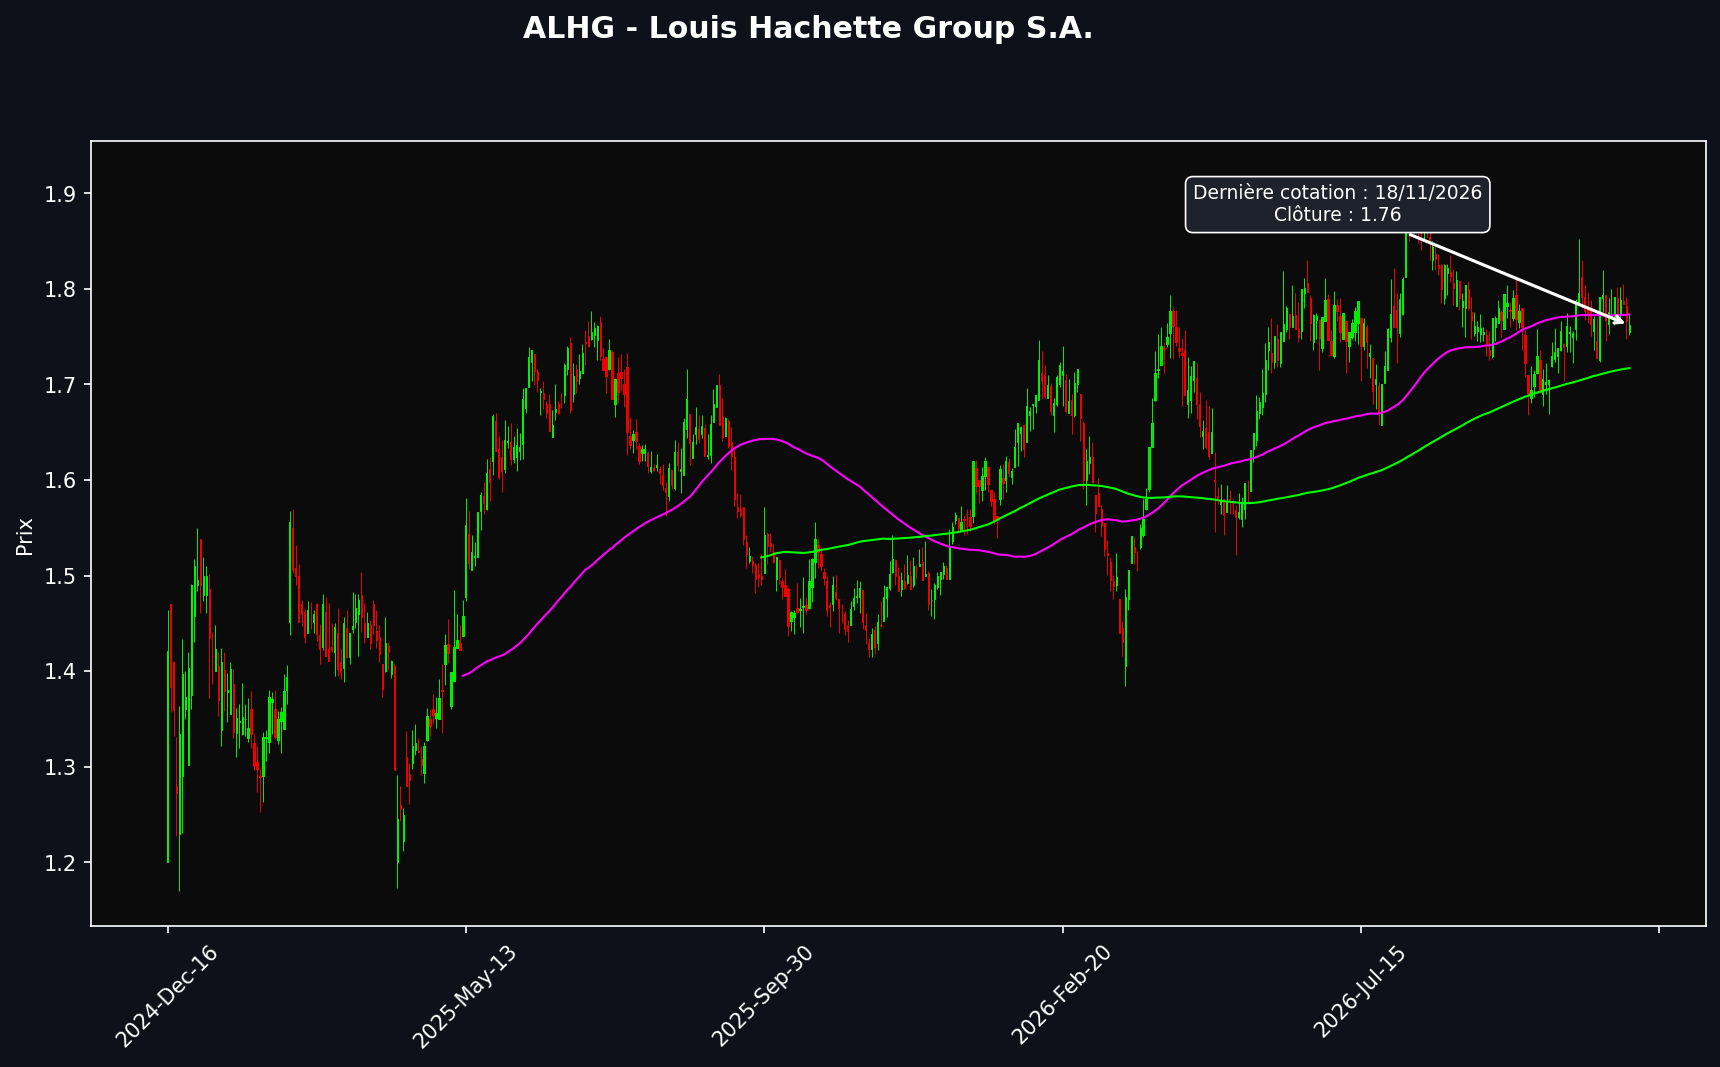 ALHG - Louis Hachette Group S.A.
Dernière cotation : 18/11/2026
Clôture : 1.76
Prix
1.9
1.8
1.7
1.6
1.5
1.4
1.3
1.2
2024-Dec-16
2025-May-13
2025-Sep-30
2026-Feb-20
2026-Jul-15